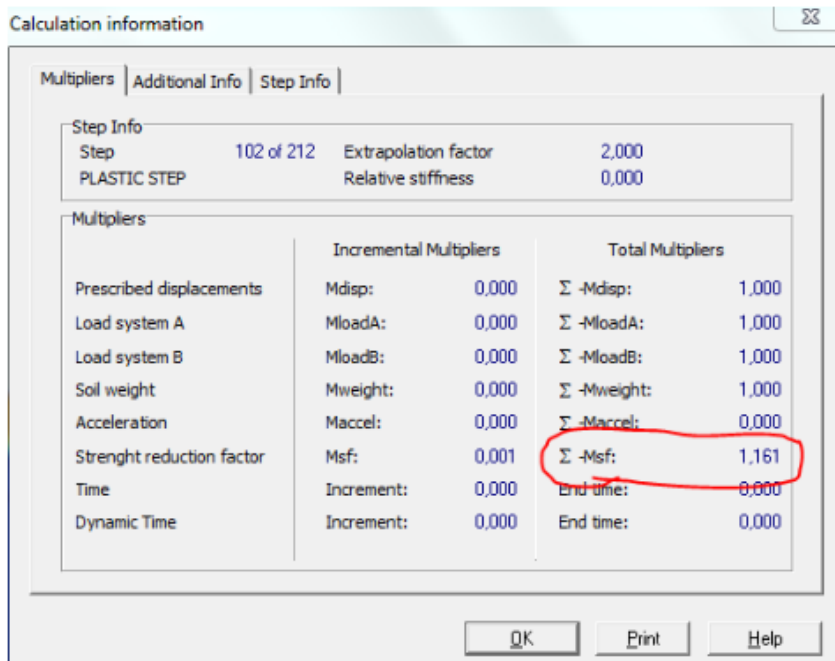 Calculation information
Multipliers Additional Info Step Info
Step Info
Step 102 of 212 Extrapolation factor 2,000
PLASTIC STEP Relative stiffness 0,000
Multipliers
Incremental Multipliers Total Multipliers
Prescribed displacements Mdisp: 0,000 Σ -Mdisp: 1,000
Load system A MloadA: 0,000 Σ -MloadA: 1,000
Load system B MloadB: 0,000 Σ -MloadB: 1,000
Soil weight Mweight: 0,000 Σ -Mweight: 1,000
Acceleration Maccel: 0,000 Σ -Maccel: 0,000
Strenght reduction factor Msf: 0,001 Σ -Msf: 1,161
Time Increment: 0,000 End time: 0,000
Dynamic Time Increment: 0,000 End time: 0,000
OK Print Help